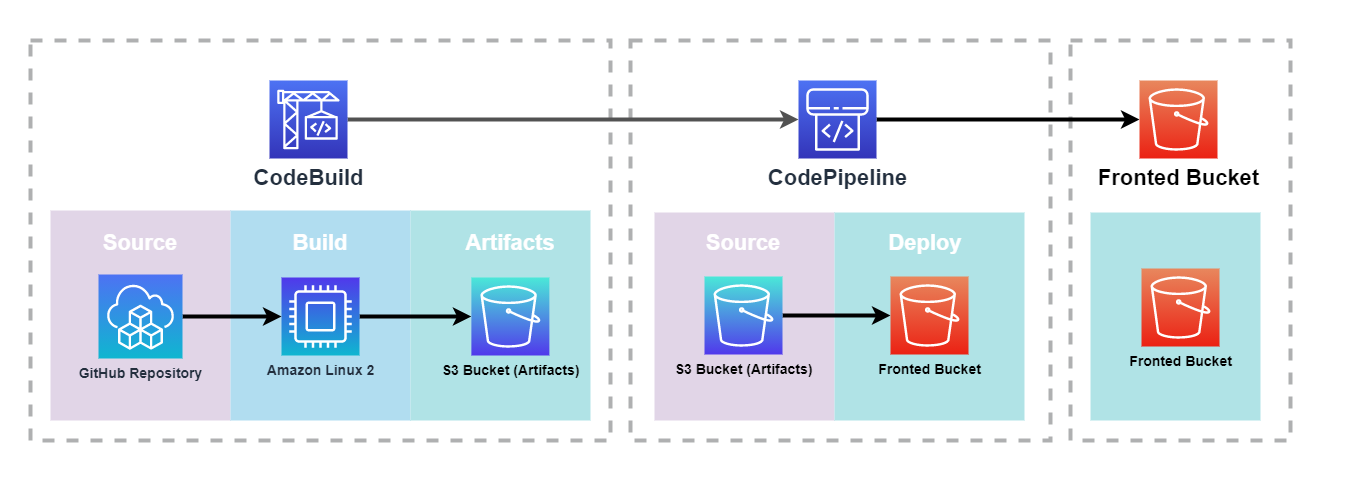 CodeBuild
CodePipeline
Fronted Bucket
Source
Build
Artifacts
GitHub Repository
Amazon Linux 2
S3 Bucket (Artifacts)
Source
Deploy
S3 Bucket (Artifacts)
Fronted Bucket
Fronted Bucket